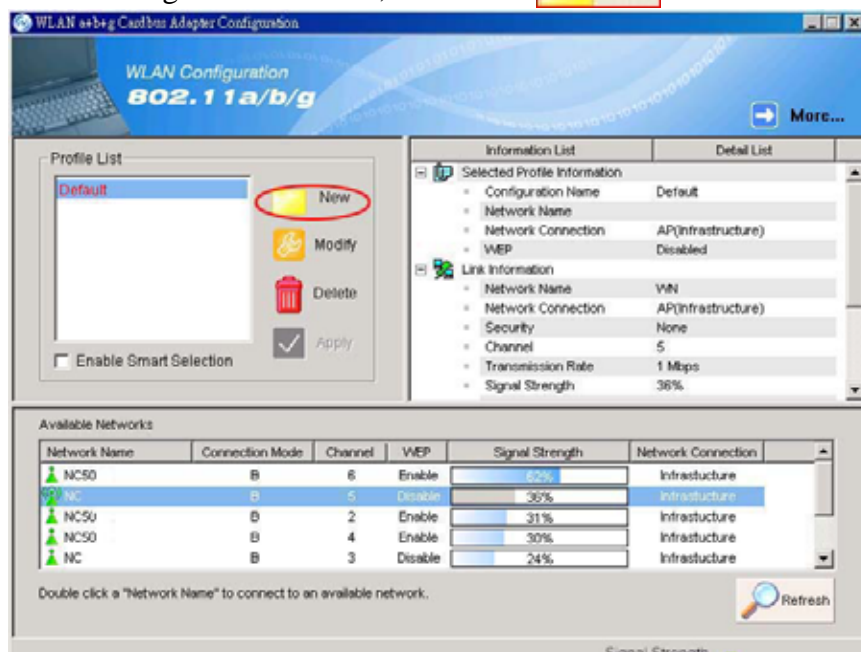 WLAN a+b+g Cardbus Adapter Configuration
WLAN Configuration
802.11a/b/g
More...
Profile List
Default
New
Modify
Delete
Apply
Enable Smart Selection
Information List Detail List
Selected Profile Information
Configuration Name Default
Network Name
Network Connection AP(Infrastructure)
WEP Disabled
Link Information
Network Name
Network Connection AP(Infrastructure)
Security None
Channel 5
Transmission Rate 1 Mbps
Signal Strength 36%
Available Networks
Network Name Connection Mode Channel WEP Signal Strength Network Connection
NC50 B 6 Enable 62% Infrastucture
NC B 5 Disable 36% Infrastucture
NC50 B 2 Enable 31% Infrastucture
NC50 B 4 Enable 30% Infrastucture
NC B 3 Disable 24% Infrastucture
Double click a "Network Name" to connect to an available network.
Refresh
Signal Strength